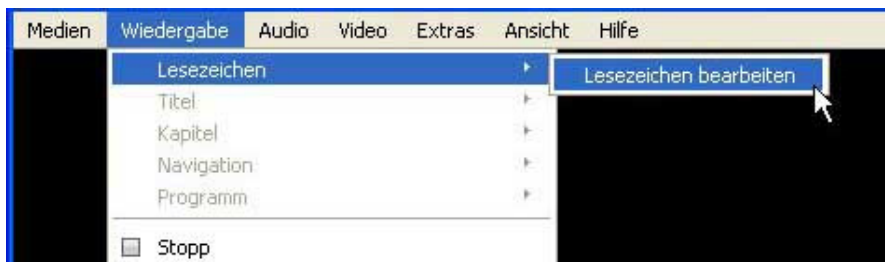 Medien Wiedergabe Audio Video Extras Ansicht Hilfe
Lesezeichen Lesezeichen bearbeiten
Titel
Kapitel
Navigation
Programm
Stopp